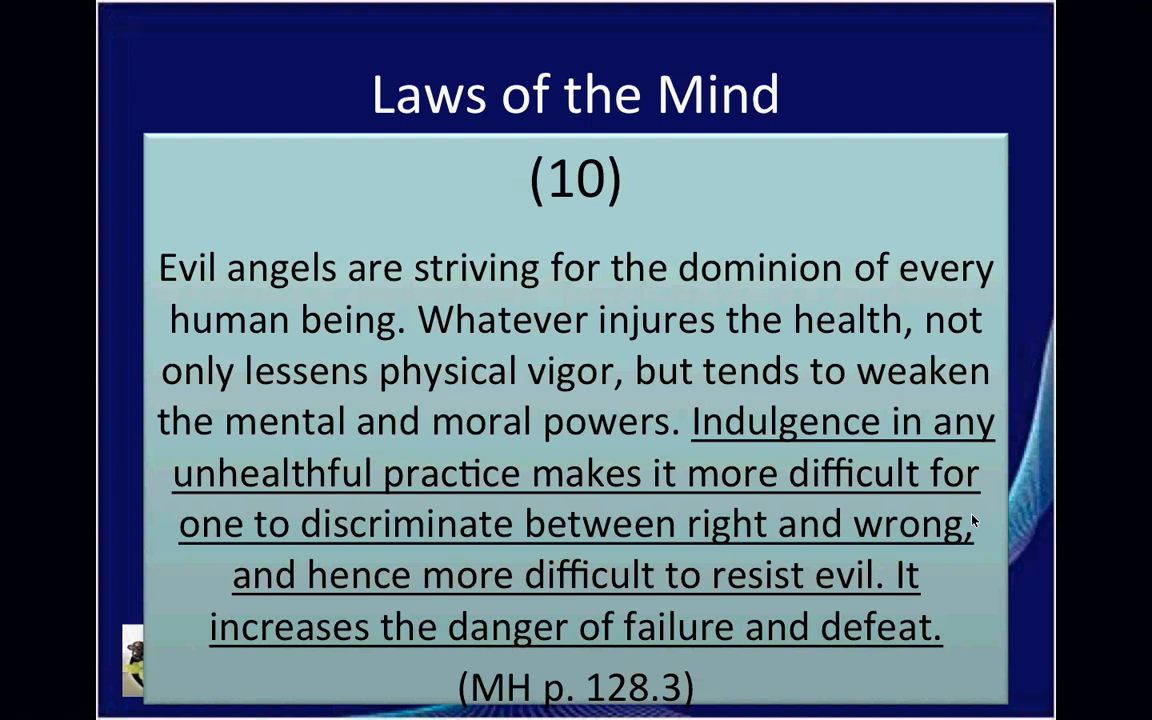 Laws of the Mind
(10)
Evil angels are striving for the dominion of every
human being. Whatever injures the health, not
only lessens physical vigor, but tends to weaken
the mental and moral powers. Indulgence in any
unhealthful practice makes it more difficult for
one to discriminate between right and wrong,
and hence more difficult to resist evil. It
increases the danger of failure and defeat.
(MH p. 128.3)